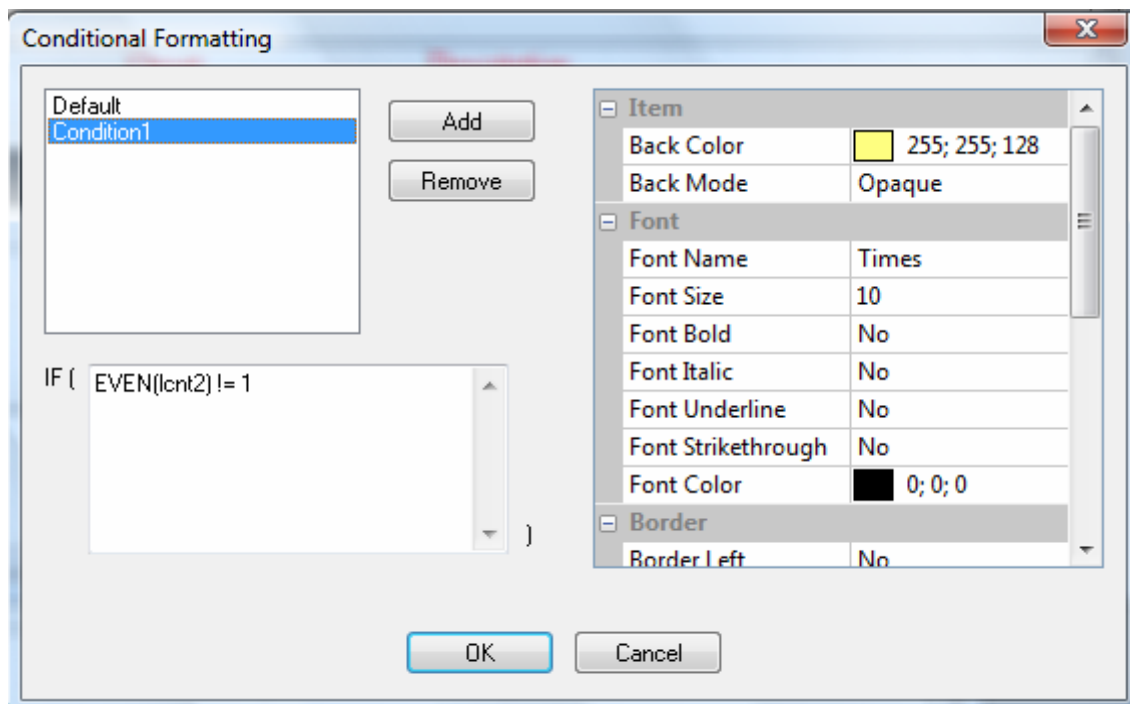 Conditional Formatting
Default
Condition1
Add
Remove
IF ( EVEN(lcnt2) != 1 )
Item
Back Color 255; 255; 128
Back Mode Opaque
Font
Font Name Times
Font Size 10
Font Bold No
Font Italic No
Font Underline No
Font Strikethrough No
Font Color 0; 0; 0
Border
Border Left No
OK
Cancel